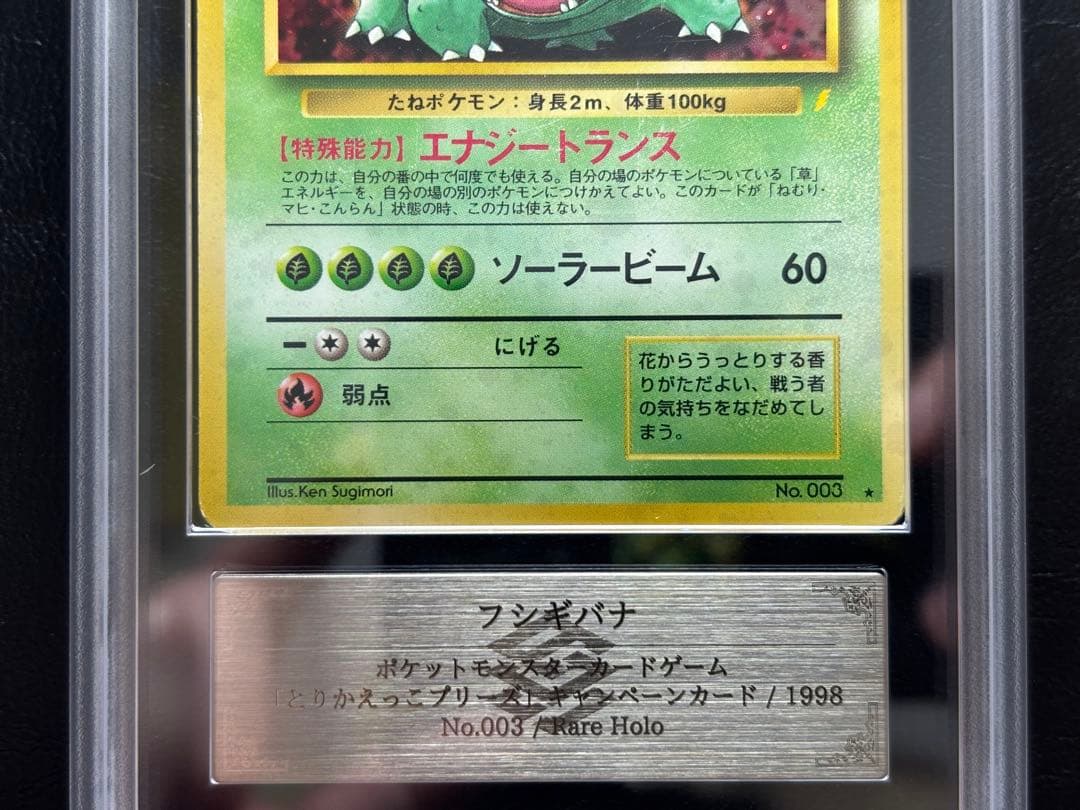 たねポケモン：身長2m、体重100kg
【特殊能力】エナジートランス
この力は、自分の番の中で何度でも使える。自分の場のポケモンについている「草」
エネルギーを、自分の場の別のポケモンにつけかえてよい。このカードが「ねむり・
マヒ・こんらん」状態の時、この力は使えない。
ソーラービーム 60
にげる
弱点
花からうっとりする香
りがただよい、戦う者
の気持ちをなだめてし
まう。
Illus.Ken Sugimori No. 003 ★
フシギバナ
ポケットモンスターカードゲーム
「とりかえっこプリーズ」キャンペーンカード / 1998
No.003 / Rare Holo